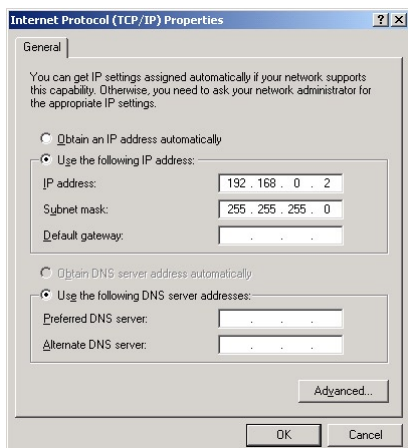 Internet Protocol (TCP/IP) Properties
General
You can get IP settings assigned automatically if your network supports
this capability. Otherwise, you need to ask your network administrator for
the appropriate IP settings.
Obtain an IP address automatically
Use the following IP address:
IP address: 192 . 168 . 0 . 2
Subnet mask: 255 . 255 . 255 . 0
Default gateway: . . .
Obtain DNS server address automatically
Use the following DNS server addresses:
Preferred DNS server: . . .
Alternate DNS server: . . .
Advanced...
OK Cancel